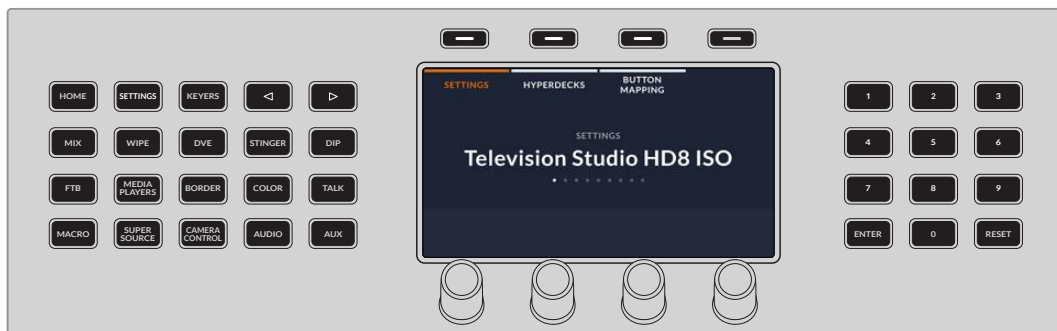 SETTINGS HYPERDECKS BUTTON
MAPPING
HOME SETTINGS KEYERS 1 2 3
SETTINGS
MIX WIPE DVE STINGER DIP 4 5 6
Television Studio HD8 ISO
FTB MEDIA
PLAYERS BORDER COLOR TALK 7 8 9
MACRO SUPER
SOURCE CAMERA
CONTROL AUDIO AUX ENTER 0 RESET